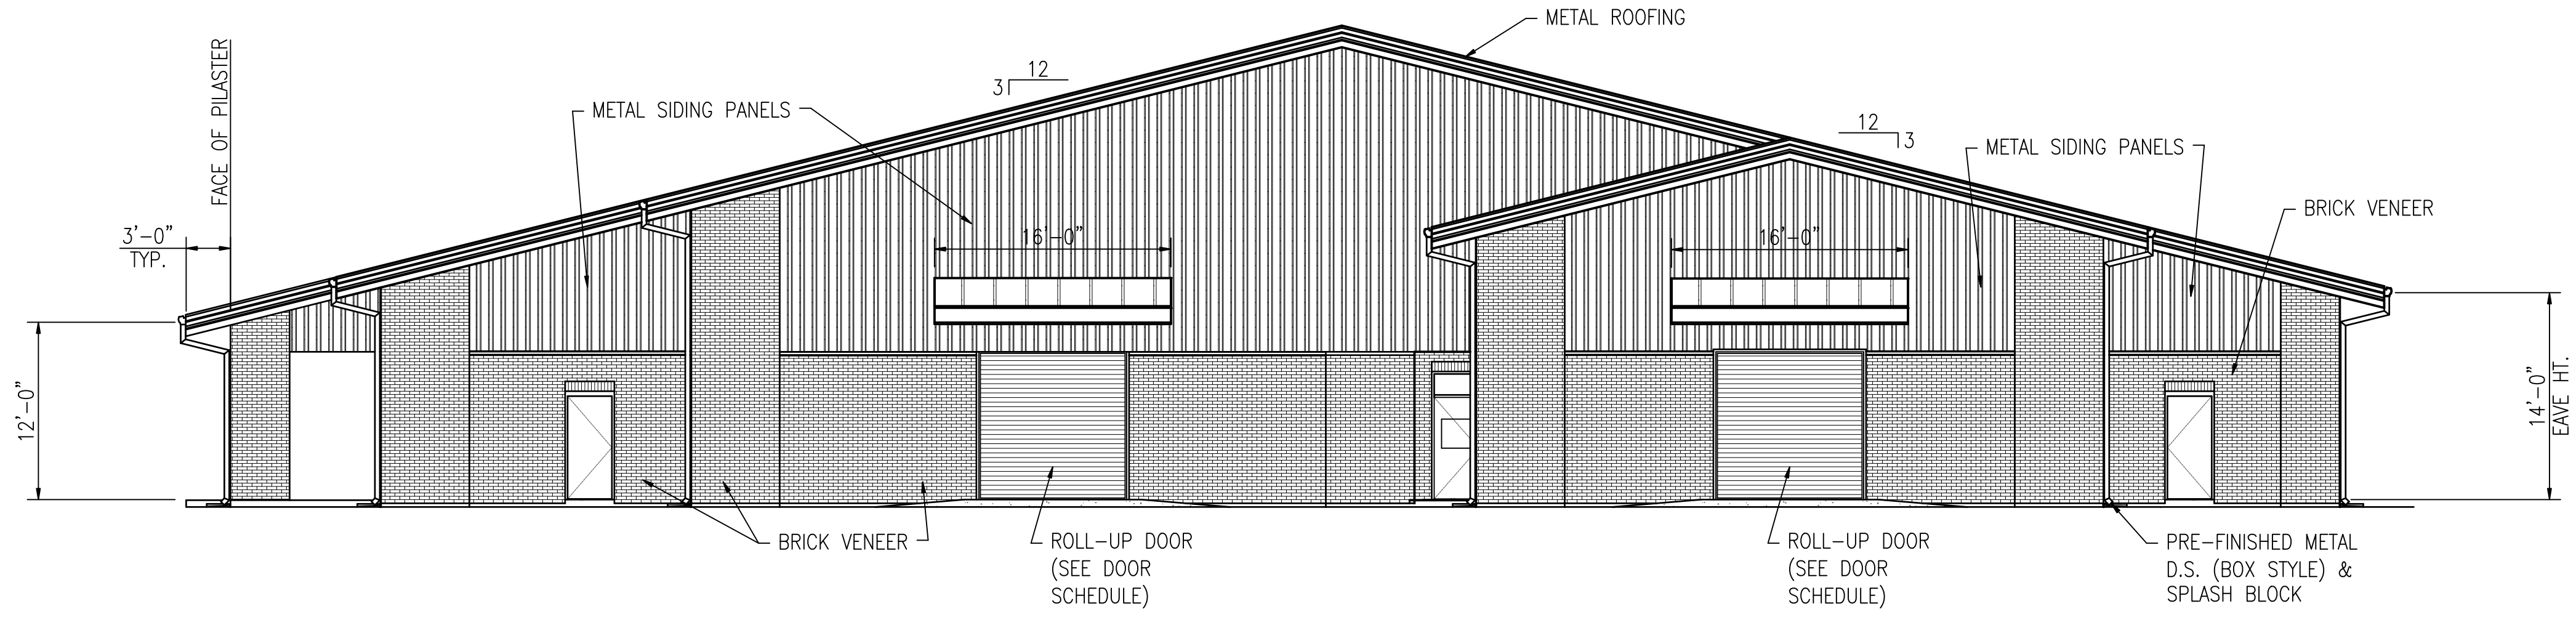 METAL ROOFING
FACE OF PILASTER
12
3
METAL SIDING PANELS
12
3
METAL SIDING PANELS
BRICK VENEER
3'-0"
TYP.
16'-0"
16'-0"
12'-0"
14'-0"
EAVE HT.
BRICK VENEER
ROLL-UP DOOR
(SEE DOOR
SCHEDULE)
ROLL-UP DOOR
(SEE DOOR
SCHEDULE)
PRE-FINISHED METAL
D.S. (BOX STYLE) &
SPLASH BLOCK